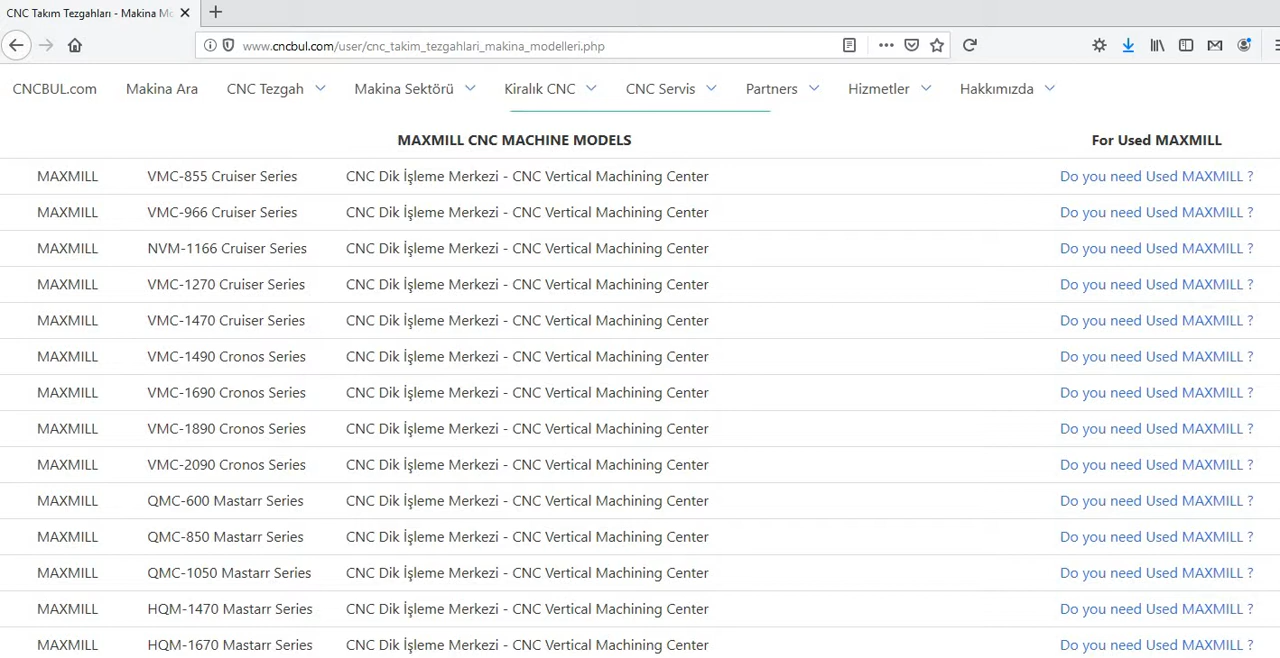 CNC Takım Tezgahları - Makina Mo
www.cncbul.com/user/cnc_takim_tezgahlari_makina_modelleri.php
CNCBUL.com Makina Ara CNC Tezgah Makina Sektörü Kiralık CNC CNC Servis Partners Hizmetler Hakkımızda
MAXMILL CNC MACHINE MODELS For Used MAXMILL
MAXMILL VMC-855 Cruiser Series CNC Dik İşleme Merkezi - CNC Vertical Machining Center Do you need Used MAXMILL ?
MAXMILL VMC-966 Cruiser Series CNC Dik İşleme Merkezi - CNC Vertical Machining Center Do you need Used MAXMILL ?
MAXMILL NVM-1166 Cruiser Series CNC Dik İşleme Merkezi - CNC Vertical Machining Center Do you need Used MAXMILL ?
MAXMILL VMC-1270 Cruiser Series CNC Dik İşleme Merkezi - CNC Vertical Machining Center Do you need Used MAXMILL ?
MAXMILL VMC-1470 Cruiser Series CNC Dik İşleme Merkezi - CNC Vertical Machining Center Do you need Used MAXMILL ?
MAXMILL VMC-1490 Cronos Series CNC Dik İşleme Merkezi - CNC Vertical Machining Center Do you need Used MAXMILL ?
MAXMILL VMC-1690 Cronos Series CNC Dik İşleme Merkezi - CNC Vertical Machining Center Do you need Used MAXMILL ?
MAXMILL VMC-1890 Cronos Series CNC Dik İşleme Merkezi - CNC Vertical Machining Center Do you need Used MAXMILL ?
MAXMILL VMC-2090 Cronos Series CNC Dik İşleme Merkezi - CNC Vertical Machining Center Do you need Used MAXMILL ?
MAXMILL QMC-600 Mastarr Series CNC Dik İşleme Merkezi - CNC Vertical Machining Center Do you need Used MAXMILL ?
MAXMILL QMC-850 Mastarr Series CNC Dik İşleme Merkezi - CNC Vertical Machining Center Do you need Used MAXMILL ?
MAXMILL QMC-1050 Mastarr Series CNC Dik İşleme Merkezi - CNC Vertical Machining Center Do you need Used MAXMILL ?
MAXMILL HQM-1470 Mastarr Series CNC Dik İşleme Merkezi - CNC Vertical Machining Center Do you need Used MAXMILL ?
MAXMILL HQM-1670 Mastarr Series CNC Dik İşleme Merkezi - CNC Vertical Machining Center Do you need Used MAXMILL ?